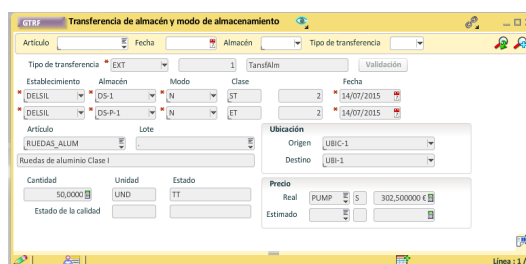 GTRF Transferencia de almacén y modo de almacenamiento
Artículo Fecha Almacén Tipo de transferencia
Tipo de transferencia * EXT 1 TansfAlm Validación
Establecimiento Almacén Modo Clase Fecha
* DELSIL * DS-1 * N ST 2 * 14/07/2015
* DELSIL * DS-P-1 * N ET 2 * 14/07/2015
Artículo Lote Ubicación
RUEDAS_ALUM . Origen UBIC-1
Ruedas de aluminio Clase I Destino UBI-1
Cantidad Unidad Estado Precio
50,0000 UND TT Real PUMP S 302,500000 €
Estado de la calidad Estimado
Línea : 1 /